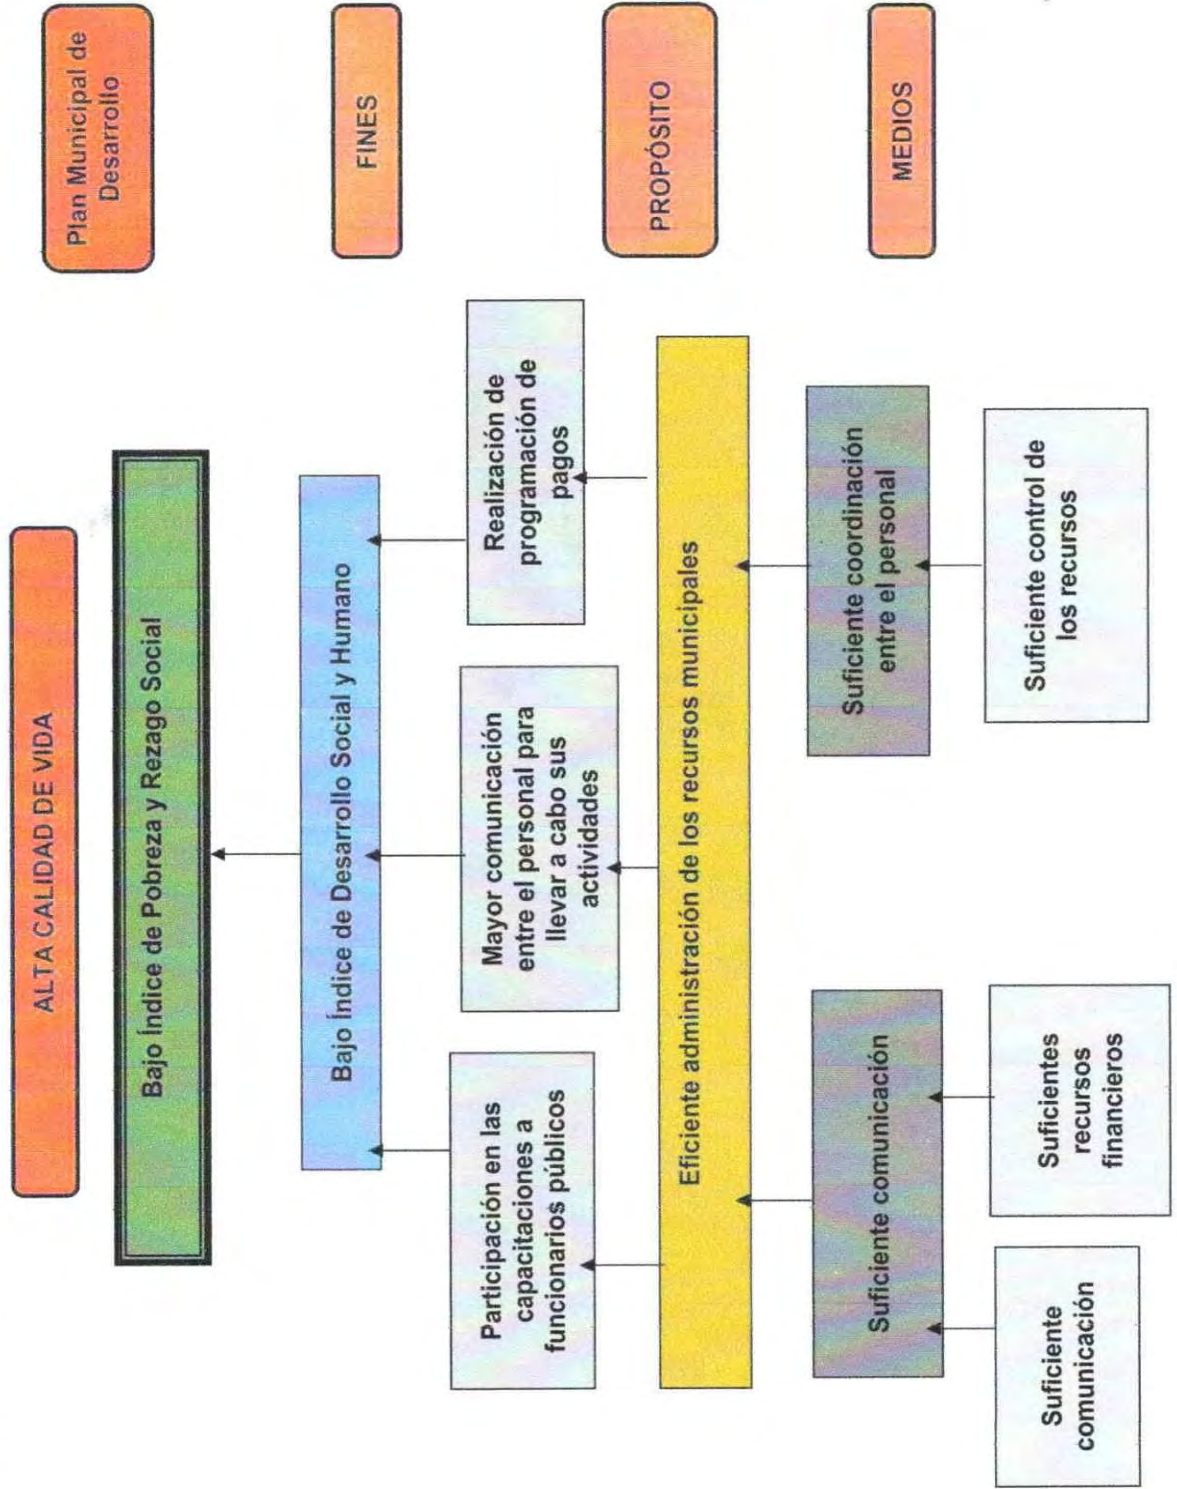 ALTA CALIDAD DE VIDA
Plan Municipal de
Desarrollo
Bajo Índice de Pobreza y Rezago Social
FINES
Bajo Índice de Desarrollo Social y Humano
Participación en las
capacitaciones a
funcionarios públicos
Mayor comunicación
entre el personal para
llevar a cabo sus
actividades
Realización de
programación de
pagos
PROPÓSITO
Eficiente administración de los recursos municipales
MEDIOS
Suficiente comunicación
Suficiente coordinación
entre el personal
Suficiente
comunicación
Suficientes
recursos
financieros
Suficiente control de
los recursos